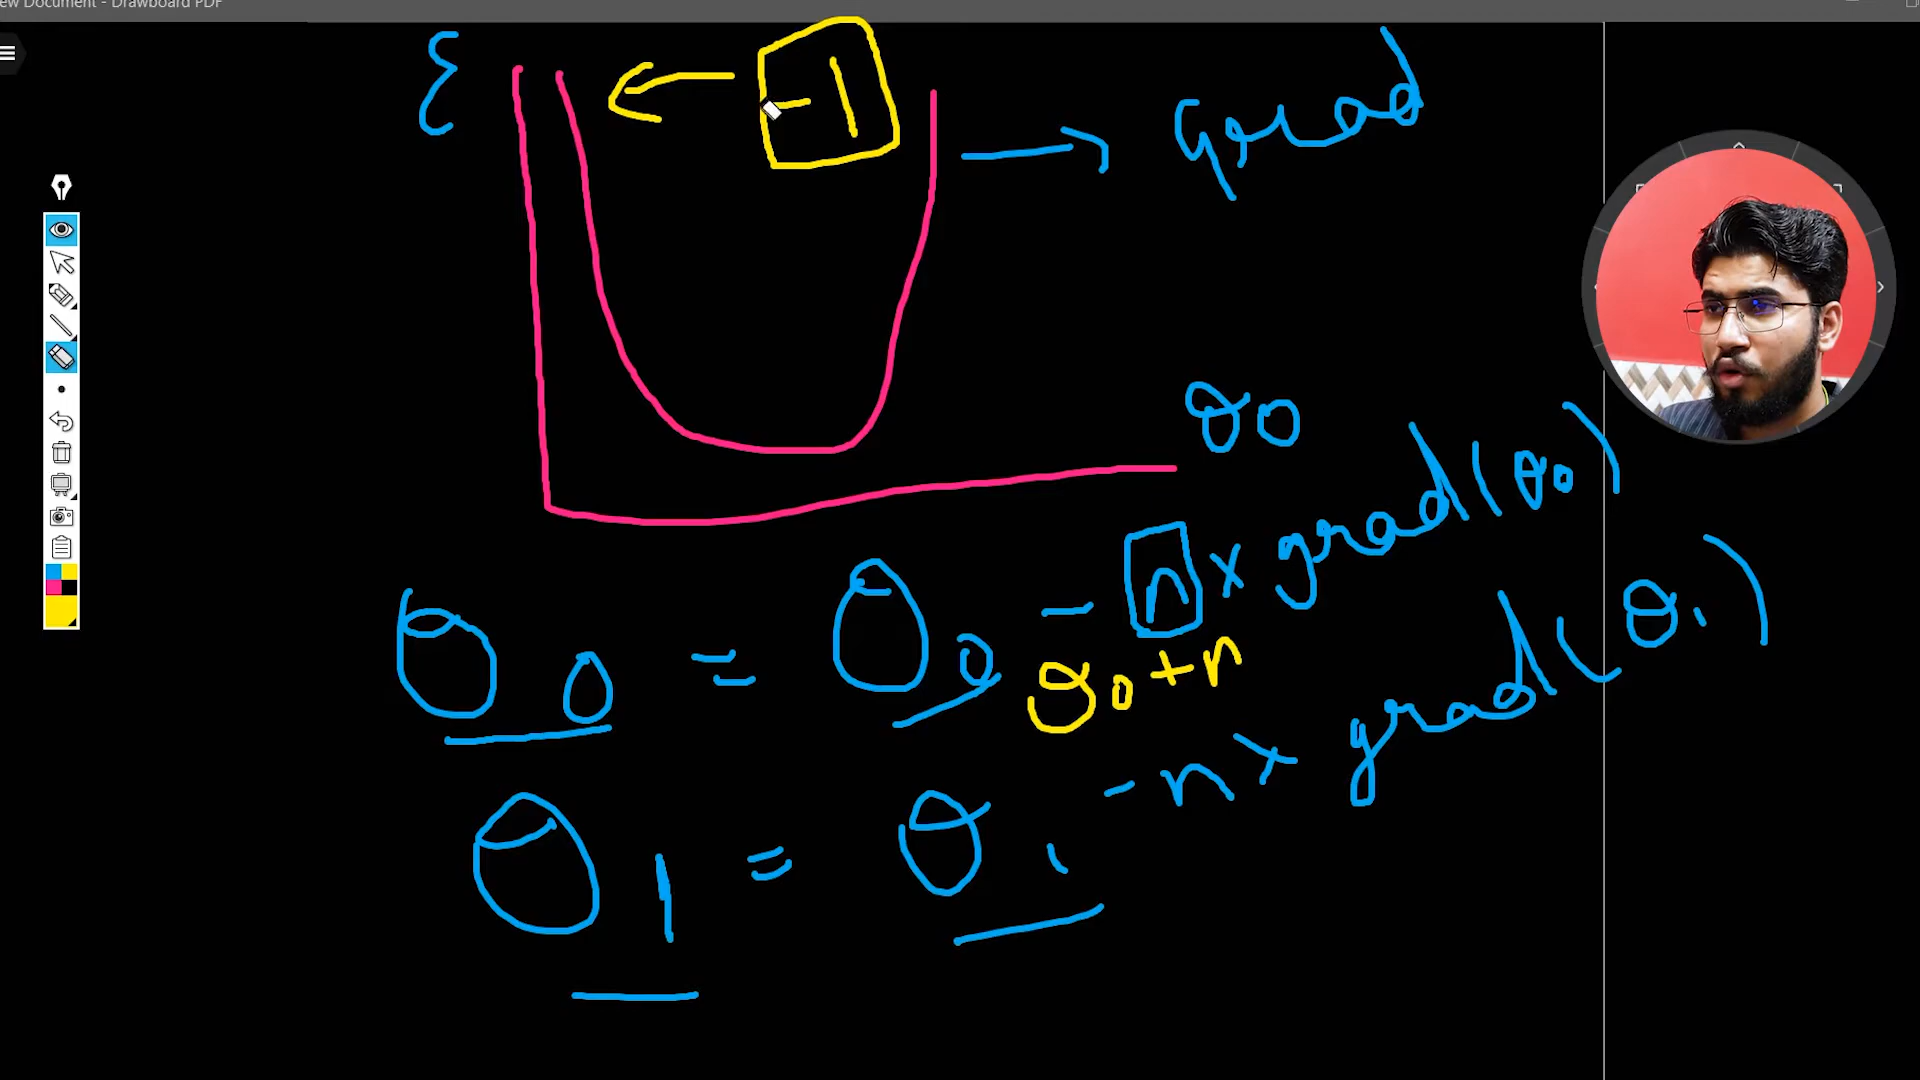 ew Document - Drawboard PDF
-1
grad
θ0
θ0 = θ0 - n × grad(θ0)
θ0 + n
θ1 = θ1 - n × grad(θ1)